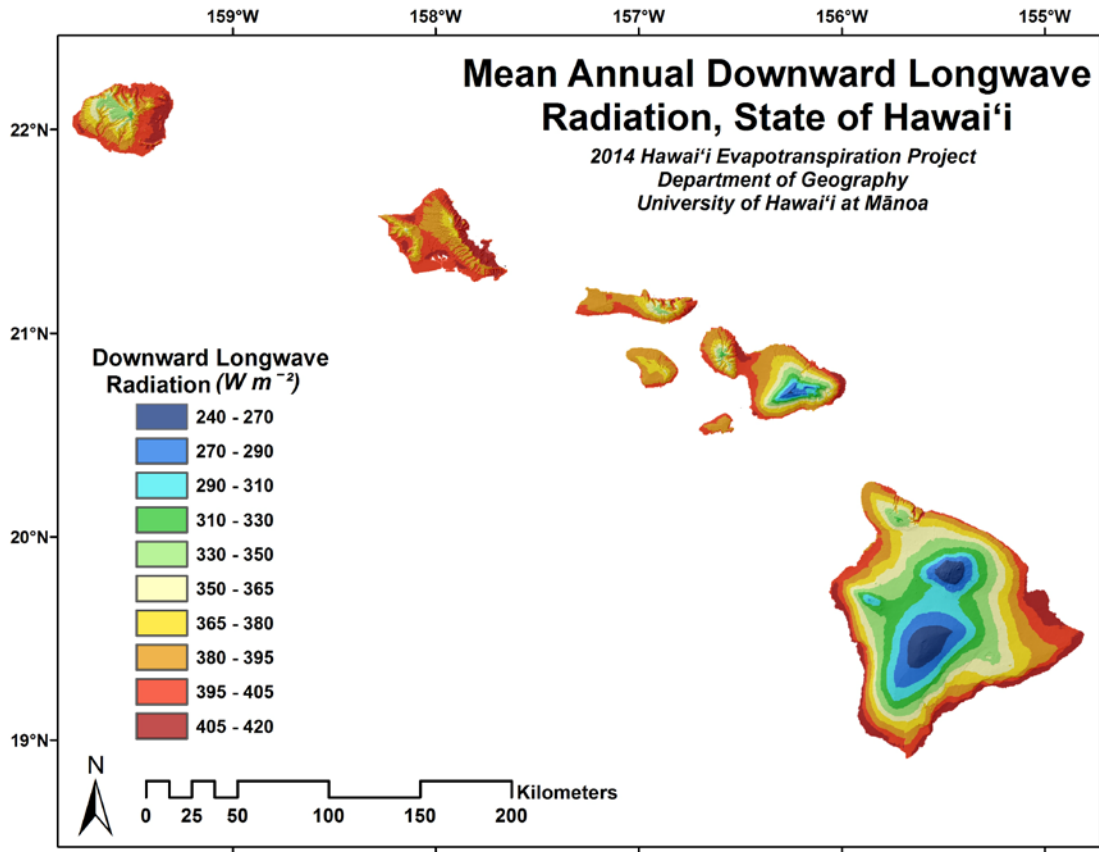 159°W 158°W 157°W 156°W 155°W
Mean Annual Downward Longwave
Radiation, State of Hawai‘i
2014 Hawai‘i Evapotranspiration Project
Department of Geography
University of Hawai‘i at Mānoa
22°N
21°N
20°N
19°N
Downward Longwave
Radiation (W m⁻²)
240 - 270
270 - 290
290 - 310
310 - 330
330 - 350
350 - 365
365 - 380
380 - 395
395 - 405
405 - 420
N
Kilometers
0 25 50 100 150 200